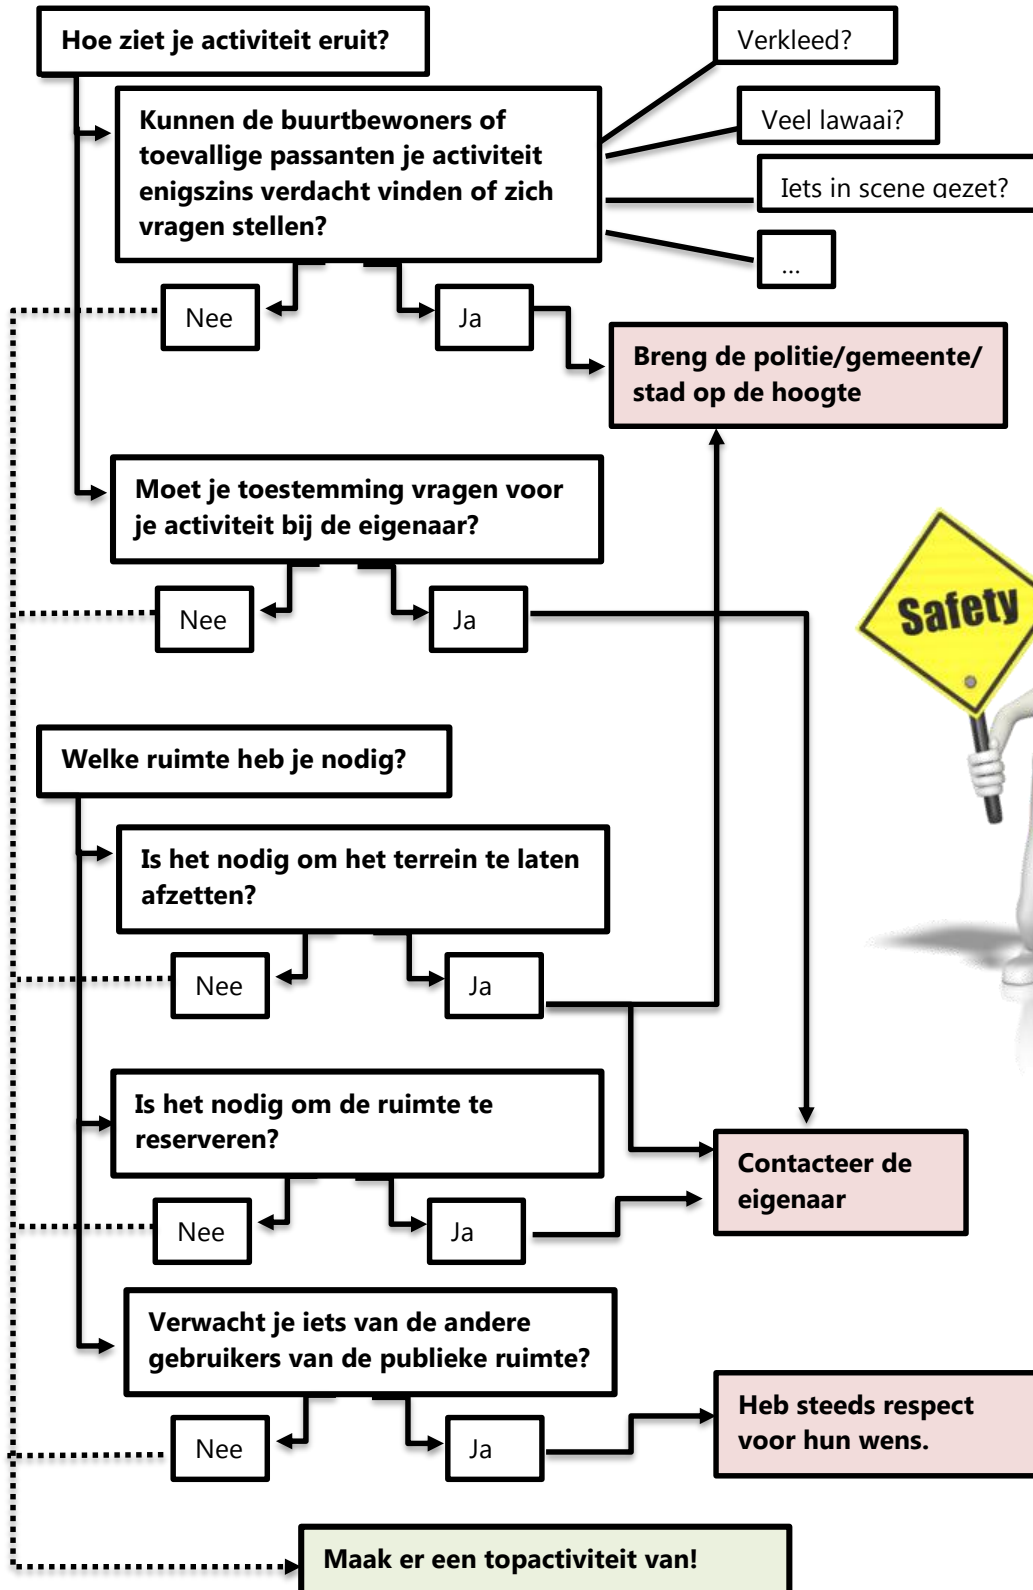 Hoe ziet je activiteit eruit?
Verkleed?
Kunnen de buurtbewoners of
toevallige passanten je activiteit
enigszins verdacht vinden of zich
vragen stellen?
Veel lawaai?
Iets in scene gezet?
...
Nee
Ja
Breng de politie/gemeente/
stad op de hoogte
Moet je toestemming vragen voor
je activiteit bij de eigenaar?
Nee
Ja
Safety
Welke ruimte heb je nodig?
Is het nodig om het terrein te laten
afzetten?
Nee
Ja
Is het nodig om de ruimte te
reserveren?
Nee
Ja
Contacteer de
eigenaar
Verwacht je iets van de andere
gebruikers van de publieke ruimte?
Nee
Ja
Heb steeds respect
voor hun wens.
Maak er een topactiviteit van!